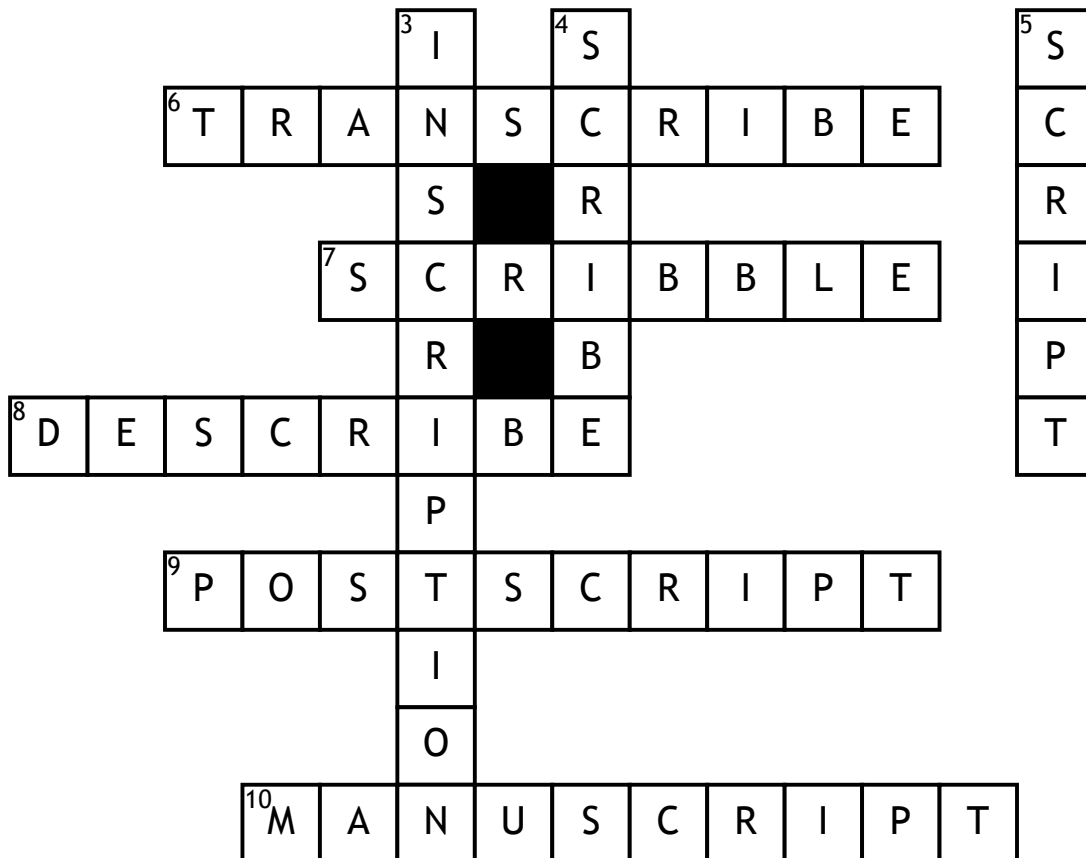 3 I 4 S 5 S
6 T R A N S C R I B E C
S R R
7 S C R I B B L E I
R B P
8 D E S C R I B E T
P
9 P O S T S C R I P T
I
O
10 M A N U S C R I P T